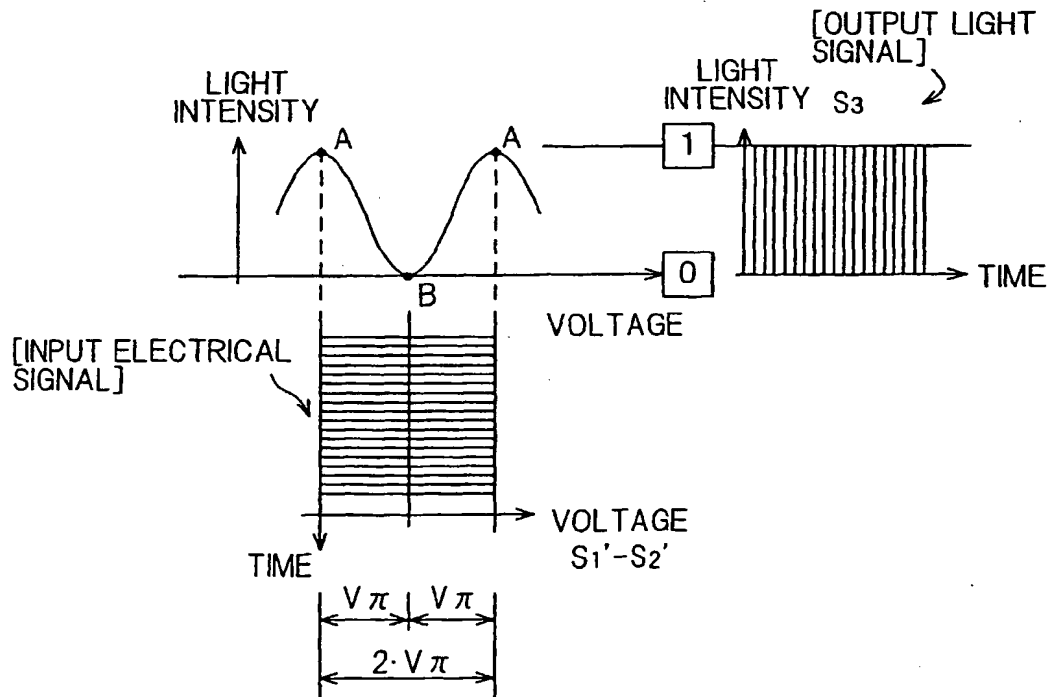 [OUTPUT LIGHT
SIGNAL]
LIGHT
INTENSITY
LIGHT
INTENSITY S3
A
A
1
B
0
TIME
VOLTAGE
[INPUT ELECTRICAL
SIGNAL]
VOLTAGE
S1'-S2'
TIME
Vπ Vπ
2·Vπ